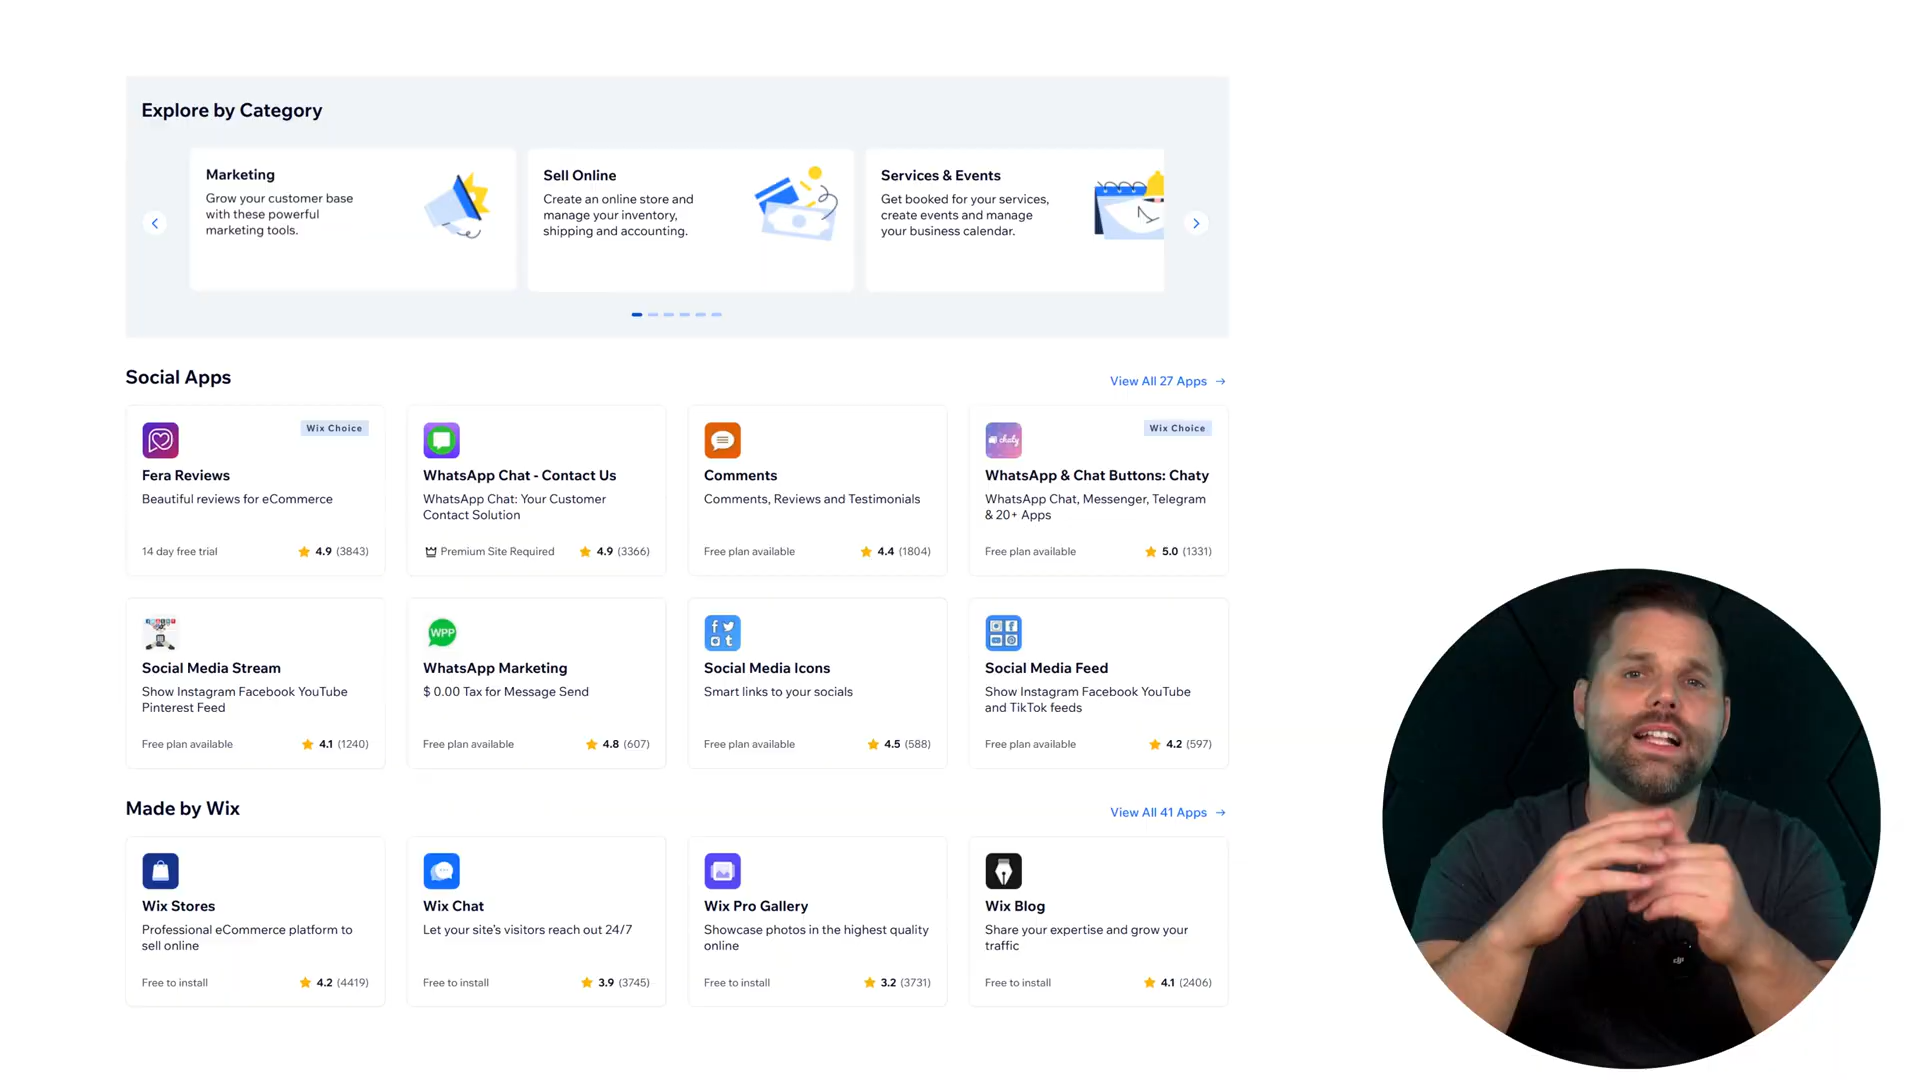 Explore by Category
Marketing
Grow your customer base
with these powerful
marketing tools.
Sell Online
Create an online store and
manage your inventory,
shipping and accounting.
Services & Events
Get booked for your services,
create events and manage
your business calendar.
Social Apps
View All 27 Apps →
Wix Choice
Fera Reviews
Beautiful reviews for eCommerce
14 day free trial
4.9 (3843)
WhatsApp Chat - Contact Us
WhatsApp Chat: Your Customer
Contact Solution
Premium Site Required
4.9 (3366)
Comments
Comments, Reviews and Testimonials
Free plan available
4.4 (1804)
chaty
Wix Choice
WhatsApp & Chat Buttons: Chaty
WhatsApp Chat, Messenger, Telegram
& 20+ Apps
Free plan available
5.0 (1331)
Social Media Stream
Show Instagram Facebook YouTube
Pinterest Feed
Free plan available
4.1 (1240)
WPP
WhatsApp Marketing
$ 0.00 Tax for Message Send
Free plan available
4.8 (607)
Social Media Icons
Smart links to your socials
Free plan available
4.5 (588)
Social Media Feed
Show Instagram Facebook YouTube
and TikTok feeds
Free plan available
4.2 (597)
Made by Wix
View All 41 Apps →
Wix Stores
Professional eCommerce platform to
sell online
Free to install
4.2 (4419)
Wix Chat
Let your site's visitors reach out 24/7
Free to install
3.9 (3745)
Wix Pro Gallery
Showcase photos in the highest quality
online
Free to install
3.2 (3731)
Wix Blog
Share your expertise and grow your
traffic
Free to install
4.1 (2406)
dji